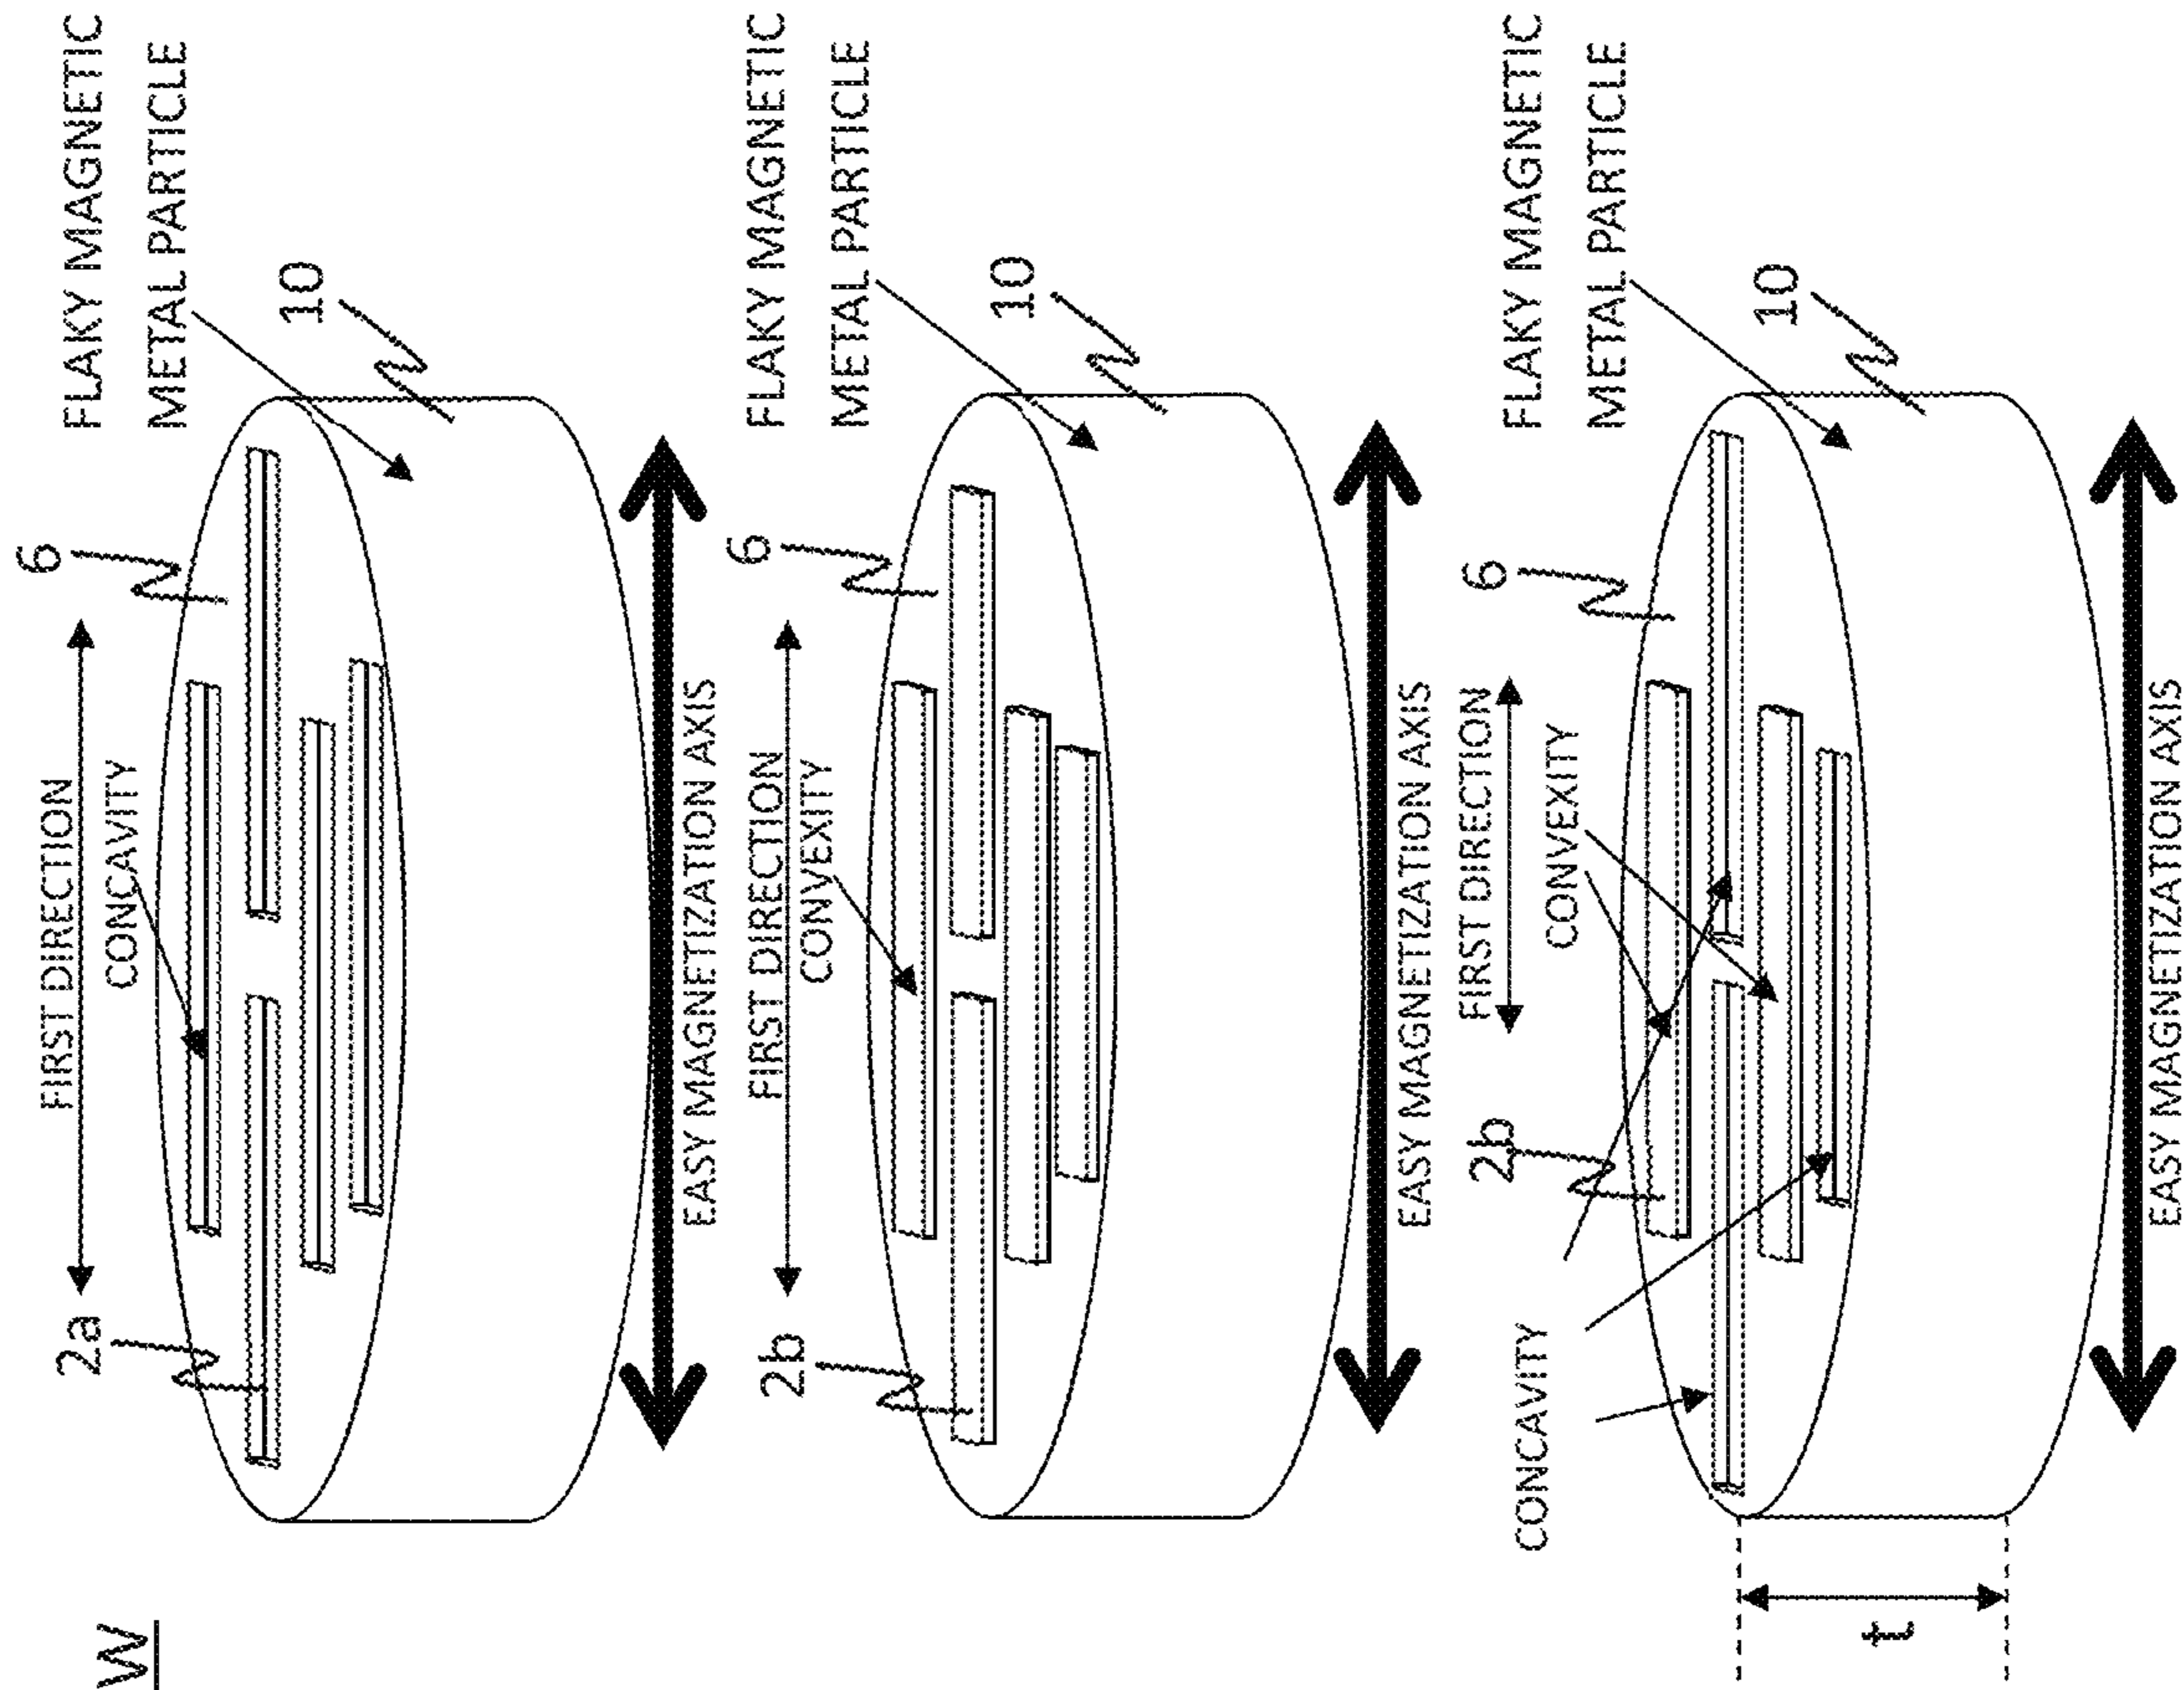 W
FIRST DIRECTION
2a
CONCAVITY
6
FLAKY MAGNETIC
METAL PARTICLE
10
EASY MAGNETIZATION AXIS
FIRST DIRECTION
2b
CONVEXITY
6
FLAKY MAGNETIC
METAL PARTICLE
10
EASY MAGNETIZATION AXIS
FIRST DIRECTION
2b
CONVEXITY
6
FLAKY MAGNETIC
METAL PARTICLE
10
CONCAVITY
t
EASY MAGNETIZATION AXIS